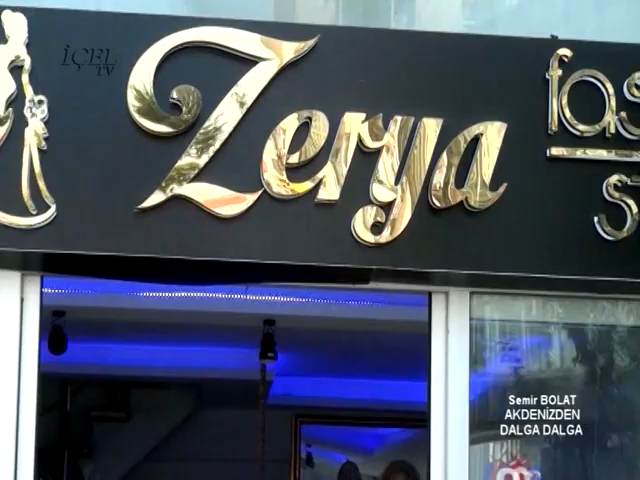 İÇEL
TV
Zerya
Semir BOLAT
AKDENİZDEN
DALGA DALGA